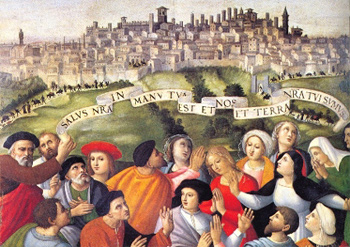 SALVS NRA IN MANV TVA EST ET NOS ET TERRA NRA TVI SVMVS